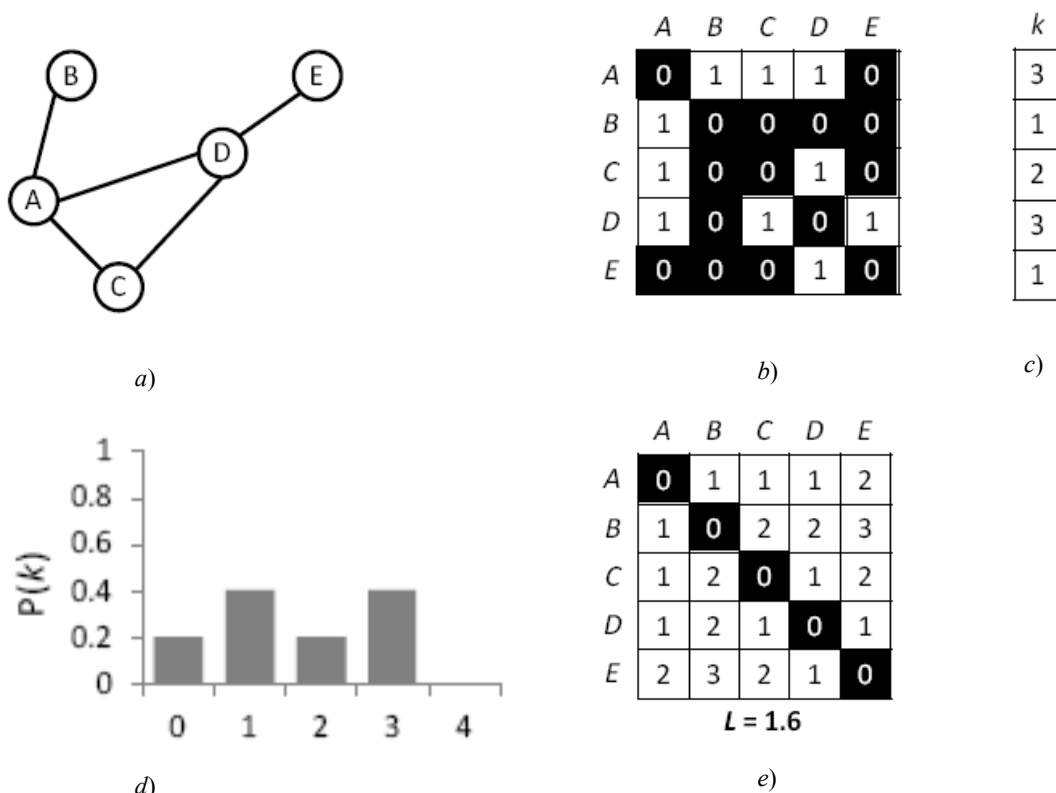 B
E
D
A
C
a)
A B C D E
A 0 1 1 1 0
B 1 0 0 0 0
C 1 0 0 1 0
D 1 0 1 0 1
E 0 0 0 1 0
b)
k
3
1
2
3
1
c)
P(k)
1
0.8
0.6
0.4
0.2
0
0 1 2 3 4
d)
A B C D E
A 0 1 1 1 2
B 1 0 2 2 3
C 1 2 0 1 2
D 1 2 1 0 1
E 2 3 2 1 0
L = 1.6
e)